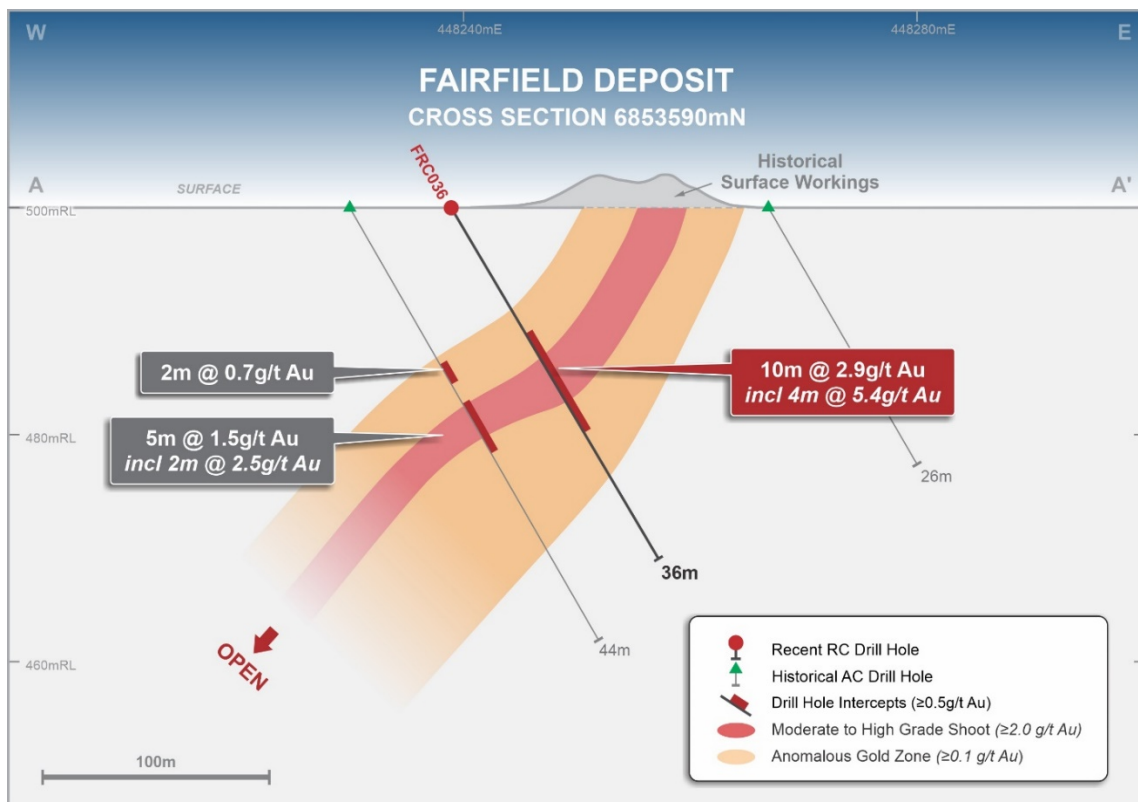 W
448240mE
448280mE
E
FAIRFIELD DEPOSIT
CROSS SECTION 6853590mN
FRC036
Historical
Surface Workings
A
SURFACE
A'
500mRL
2m @ 0.7g/t Au
10m @ 2.9g/t Au
incl 4m @ 5.4g/t Au
5m @ 1.5g/t Au
incl 2m @ 2.5g/t Au
480mRL
26m
36m
44m
OPEN
460mRL
Recent RC Drill Hole
Historical AC Drill Hole
Drill Hole Intercepts (≥0.5g/t Au)
Moderate to High Grade Shoot (≥2.0 g/t Au)
Anomalous Gold Zone (≥0.1 g/t Au)
100m